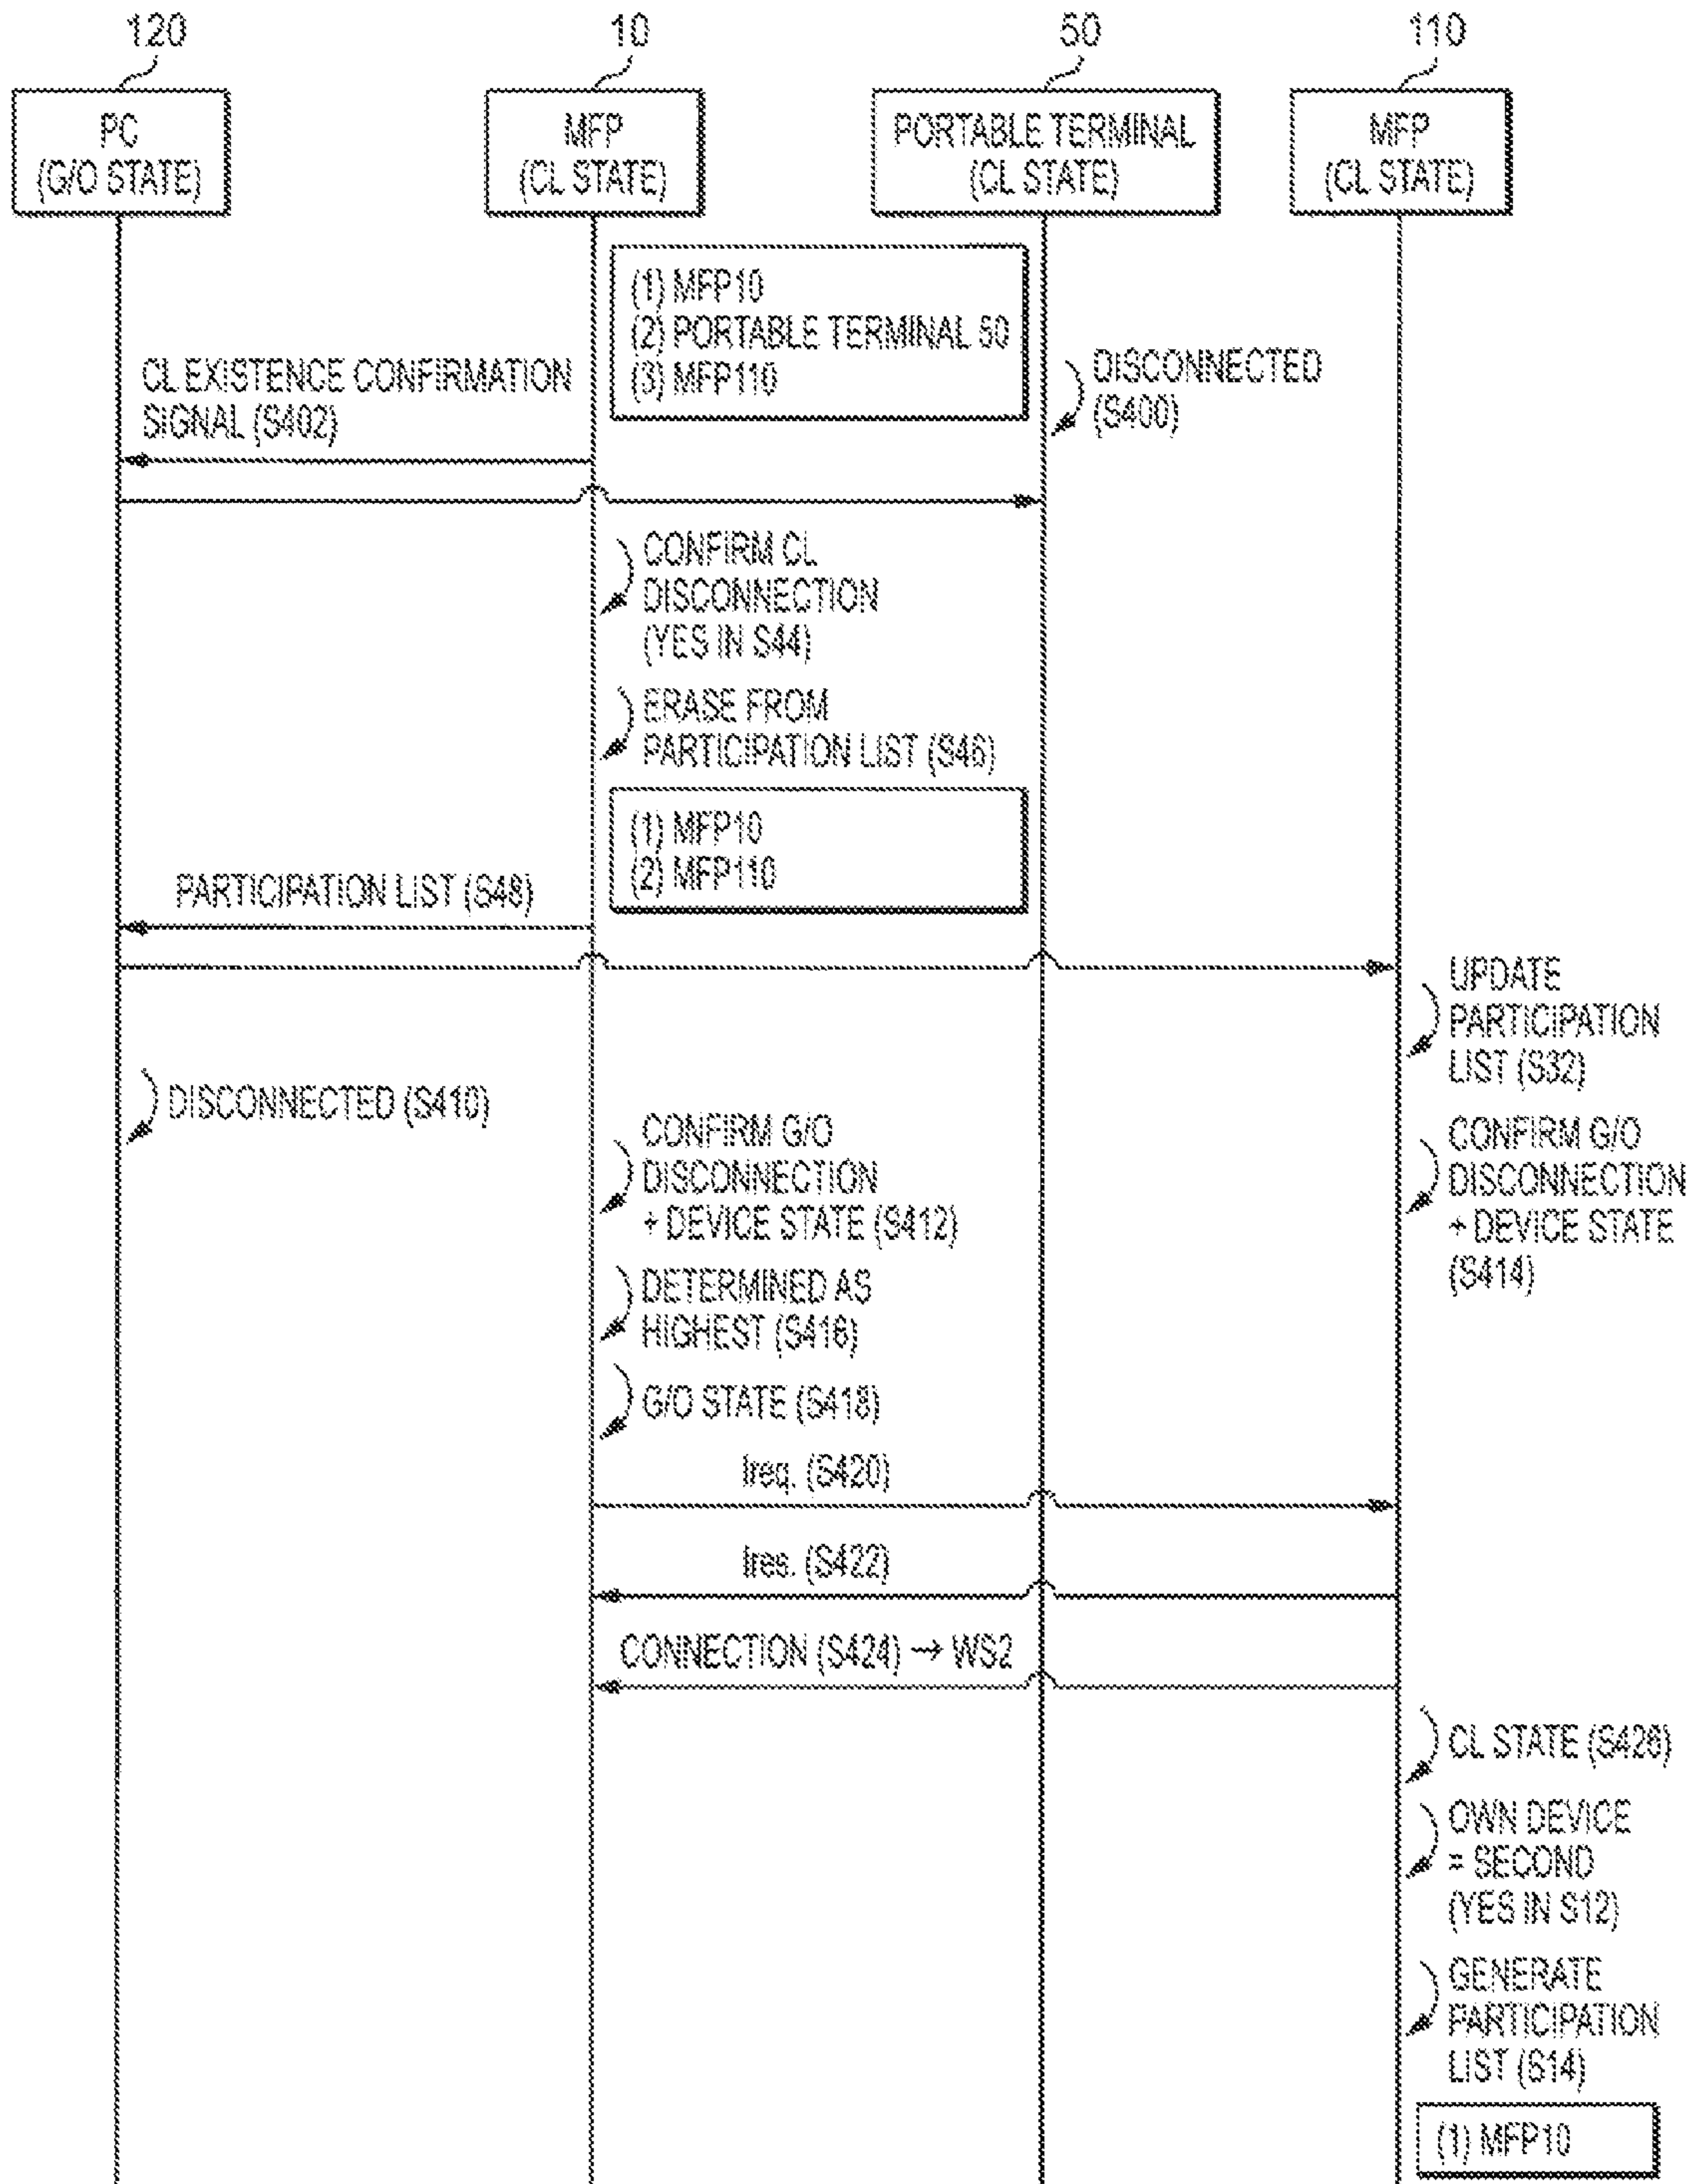 120
10
50
110
PC
(G/O STATE)
MFP
(CL STATE)
PORTABLE TERMINAL
(CL STATE)
MFP
(CL STATE)
(1) MFP10
(2) PORTABLE TERMINAL 50
(3) MFP110
DISCONNECTED
(S400)
CL EXISTENCE CONFIRMATION
SIGNAL (S402)
CONFIRM CL
DISCONNECTION
(YES IN S44)
ERASE FROM
PARTICIPATION LIST (S46)
(1) MFP10
(2) MFP110
PARTICIPATION LIST (S48)
UPDATE
PARTICIPATION
LIST (S32)
DISCONNECTED (S410)
CONFIRM G/O
DISCONNECTION
+ DEVICE STATE (S412)
CONFIRM G/O
DISCONNECTION
+ DEVICE STATE
(S414)
DETERMINED AS
HIGHEST (S416)
G/O STATE (S418)
Ireq. (S420)
Ires. (S422)
CONNECTION (S424) → WS2
CL STATE (S426)
OWN DEVICE
= SECOND
(YES IN S12)
GENERATE
PARTICIPATION
LIST (S14)
(1) MFP10